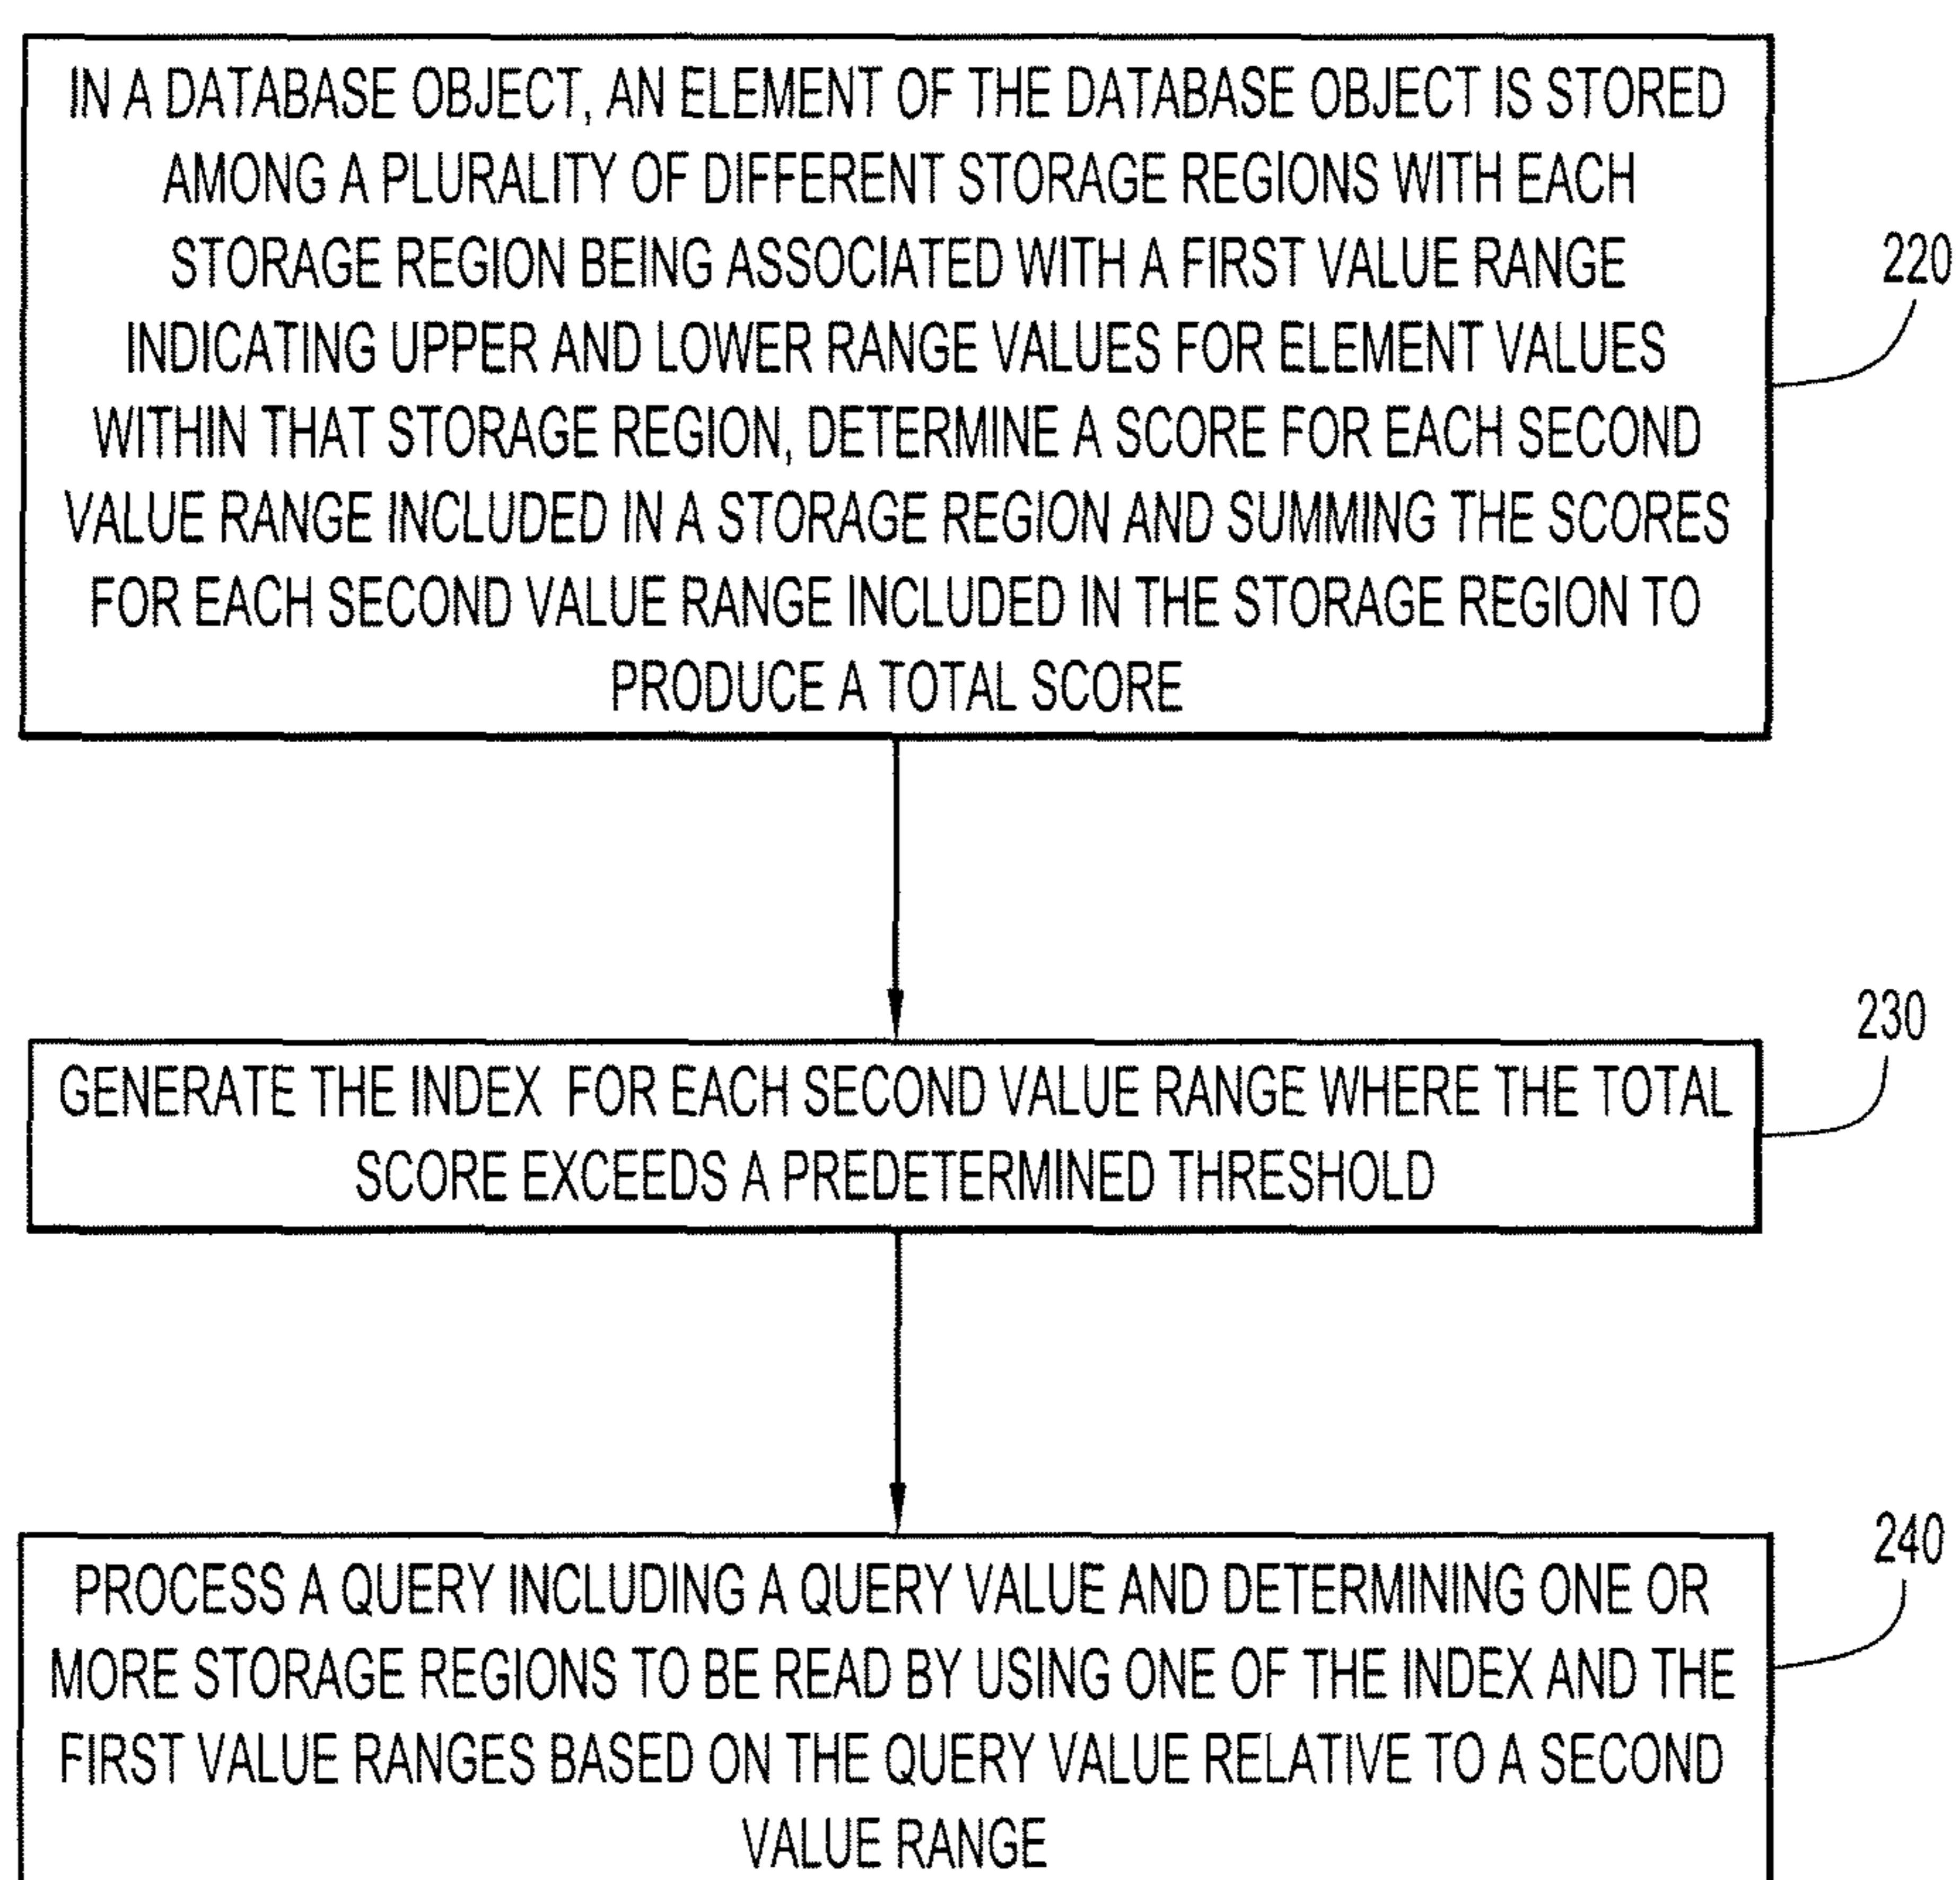 IN A DATABASE OBJECT, AN ELEMENT OF THE DATABASE OBJECT IS STORED
AMONG A PLURALITY OF DIFFERENT STORAGE REGIONS WITH EACH
STORAGE REGION BEING ASSOCIATED WITH A FIRST VALUE RANGE
INDICATING UPPER AND LOWER RANGE VALUES FOR ELEMENT VALUES
WITHIN THAT STORAGE REGION, DETERMINE A SCORE FOR EACH SECOND
VALUE RANGE INCLUDED IN A STORAGE REGION AND SUMMING THE SCORES
FOR EACH SECOND VALUE RANGE INCLUDED IN THE STORAGE REGION TO
PRODUCE A TOTAL SCORE
220
230
GENERATE THE INDEX FOR EACH SECOND VALUE RANGE WHERE THE TOTAL
SCORE EXCEEDS A PREDETERMINED THRESHOLD
240
PROCESS A QUERY INCLUDING A QUERY VALUE AND DETERMINING ONE OR
MORE STORAGE REGIONS TO BE READ BY USING ONE OF THE INDEX AND THE
FIRST VALUE RANGES BASED ON THE QUERY VALUE RELATIVE TO A SECOND
VALUE RANGE